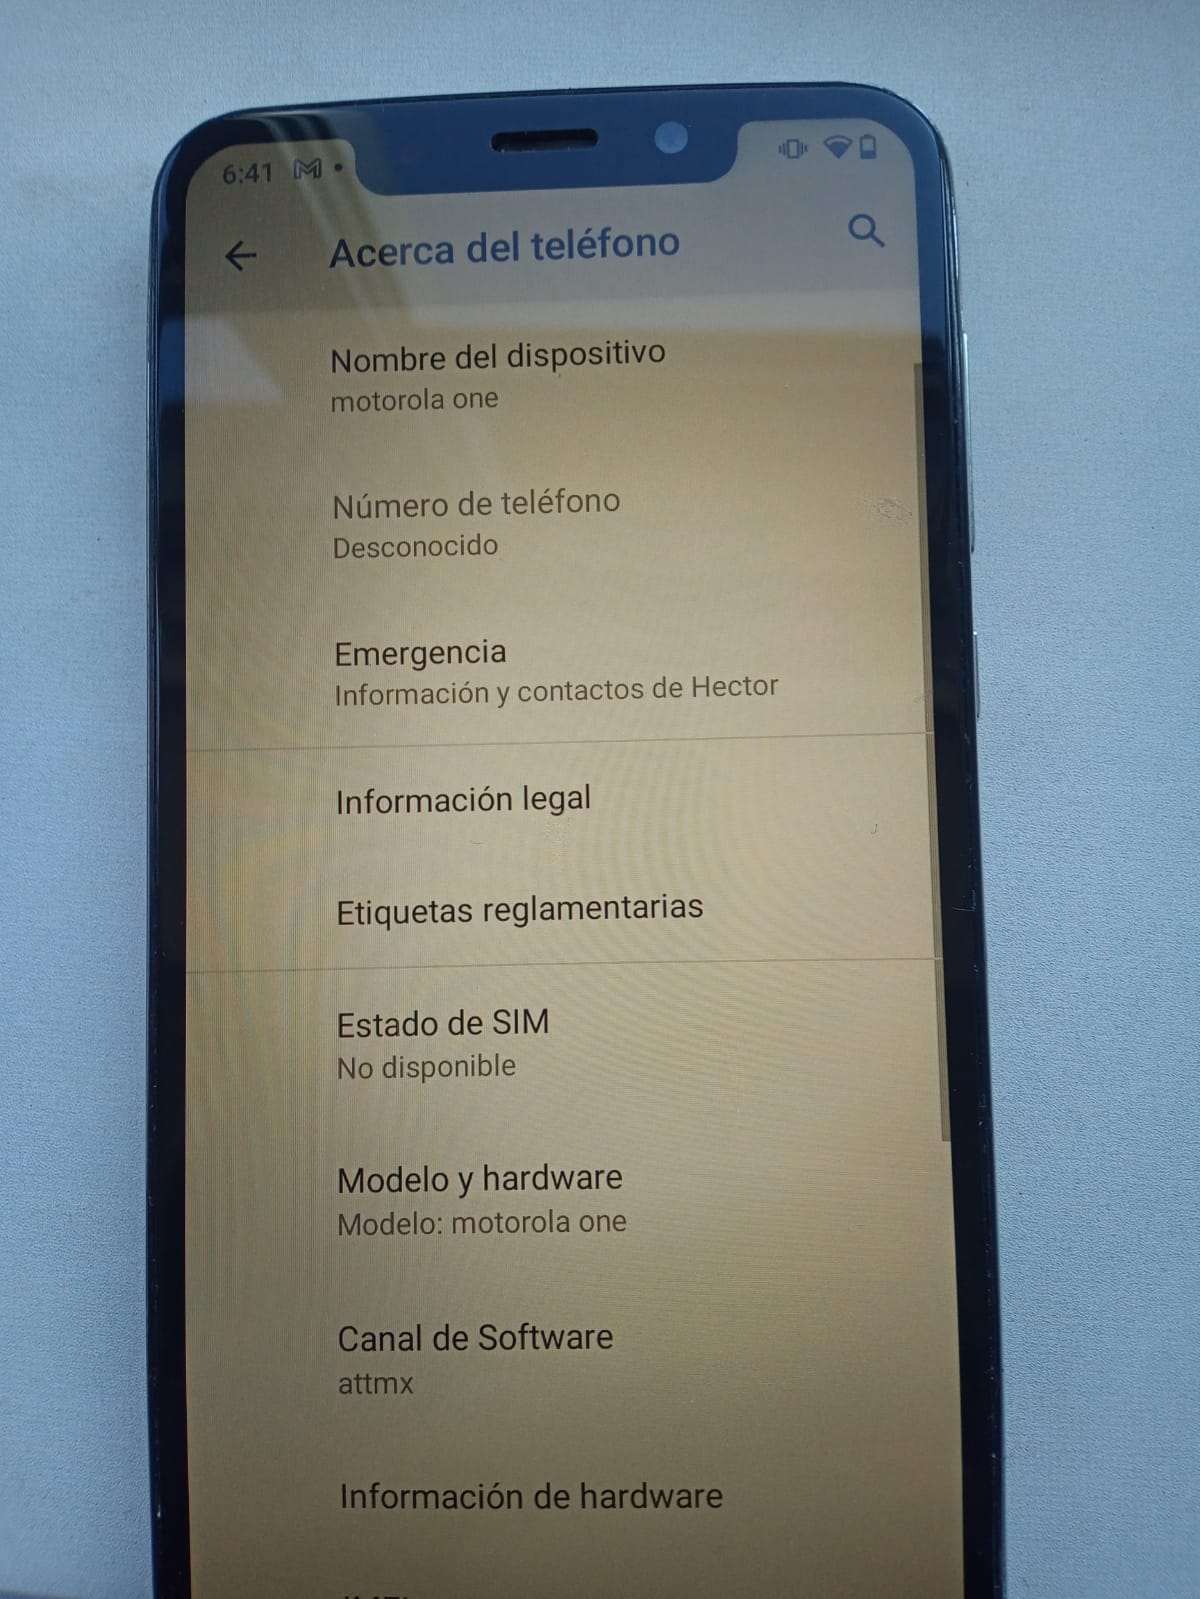 6:41
Acerca del teléfono
Nombre del dispositivo
motorola one
Número de teléfono
Desconocido
Emergencia
Información y contactos de Hector
Información legal
Etiquetas reglamentarias
Estado de SIM
No disponible
Modelo y hardware
Modelo: motorola one
Canal de Software
attmx
Información de hardware